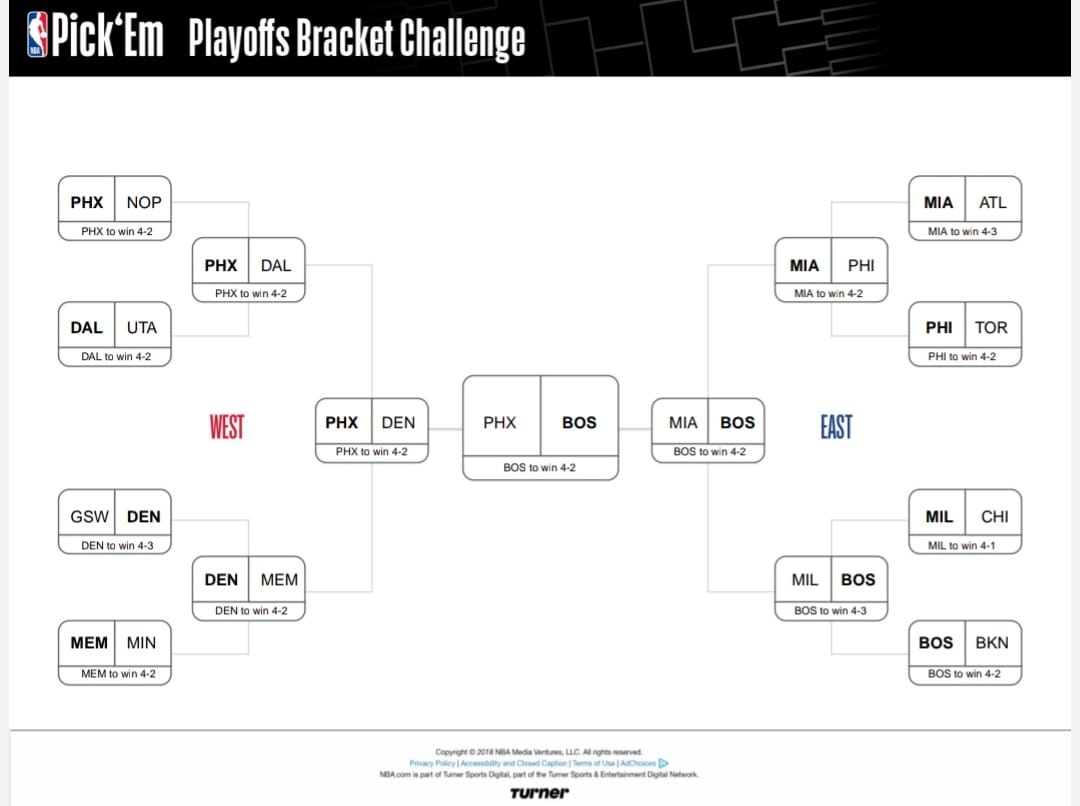 NBA Pick‘Em Playoffs Bracket Challenge
PHX NOP
PHX to win 4-2
PHX DAL
PHX to win 4-2
DAL UTA
DAL to win 4-2
WEST
PHX DEN
PHX to win 4-2
GSW DEN
DEN to win 4-3
DEN MEM
DEN to win 4-2
MEM MIN
MEM to win 4-2
PHX BOS
BOS to win 4-2
MIA ATL
MIA to win 4-3
MIA PHI
MIA to win 4-2
PHI TOR
PHI to win 4-2
MIA BOS
BOS to win 4-2
EAST
MIL CHI
MIL to win 4-1
MIL BOS
BOS to win 4-3
BOS BKN
BOS to win 4-2
Copyright © 2018 NBA Media Ventures, LLC. All rights reserved.
Privacy Policy | Accessibility and Closed Caption | Terms of Use | AdChoices
NBA.com is part of Turner Sports Digital, part of the Turner Sports & Entertainment Digital Network.
Turner